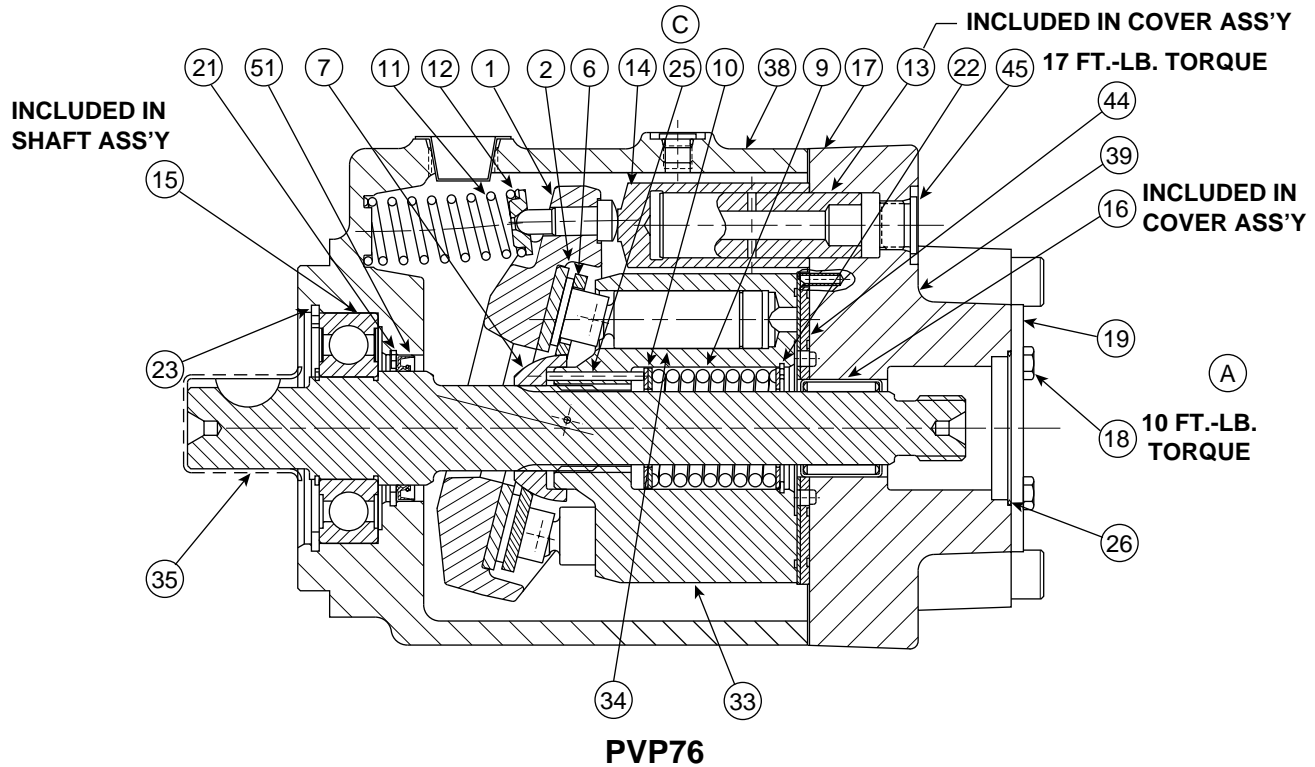 INCLUDED IN COVER ASS'Y
C
21 51 7 11 12 1 2 6 14 25 10 38 9 17 13 22 45 17 FT.-LB. TORQUE
INCLUDED IN
SHAFT ASS'Y
44
39
15
16
INCLUDED IN
COVER ASS'Y
23
19
A
18
10 FT.-LB.
TORQUE
35
26
34
33
PVP76